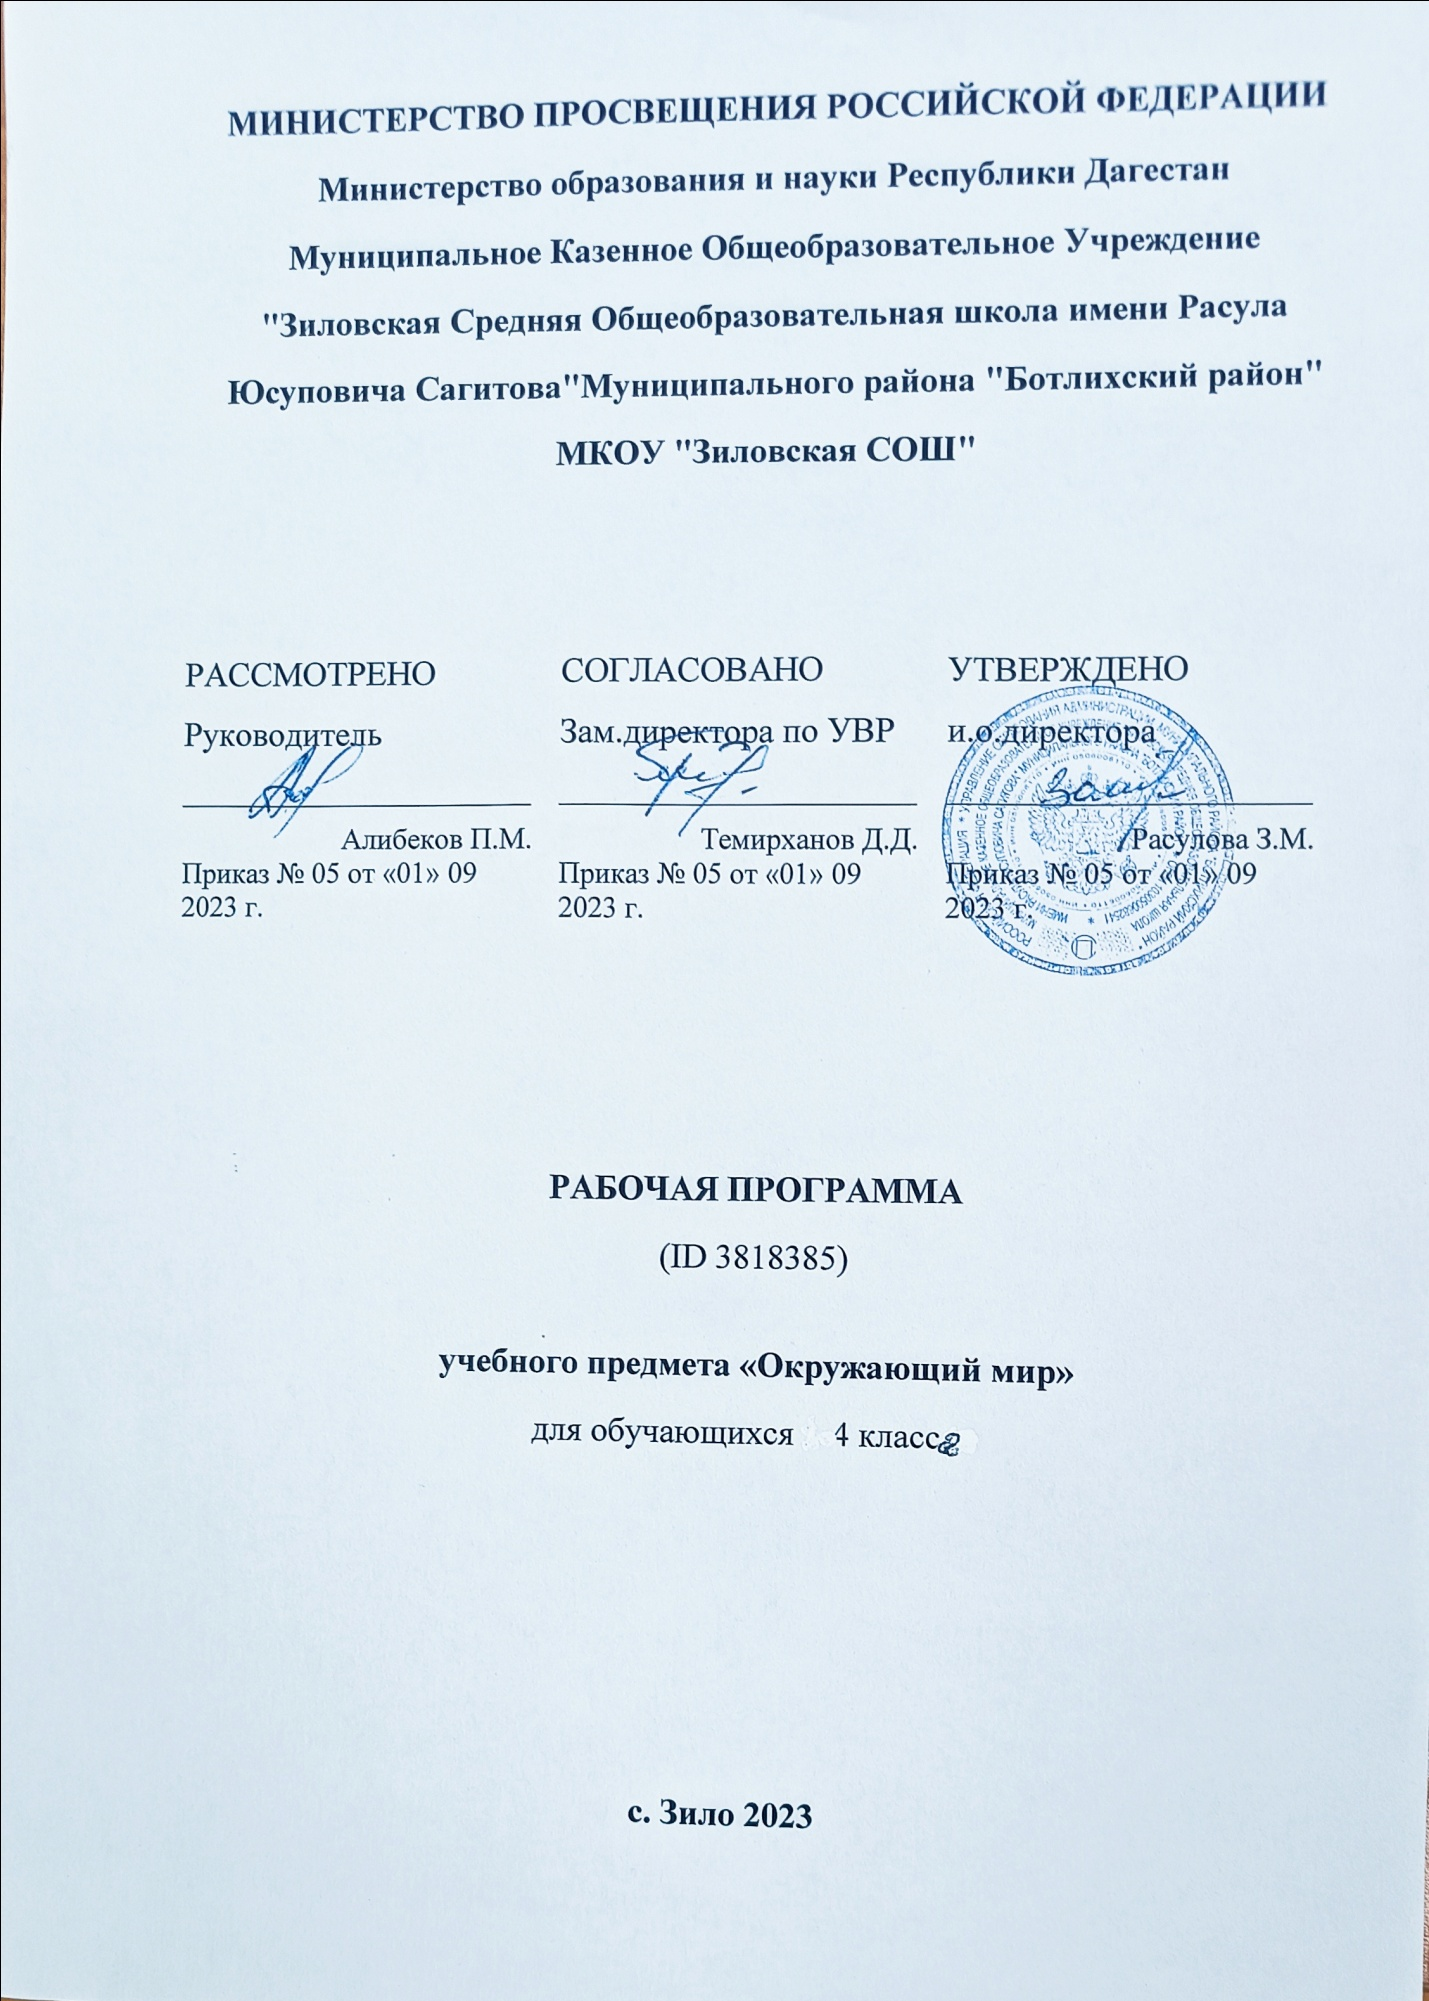 МИНИСТЕРСТВО ПРОСВЕЩЕНИЯ РОССИЙСКОЙ ФЕДЕРАЦИИ
Министерство образования и науки Республики Дагестан
Муниципальное Казенное Общеобразовательное Учреждение
"Зиловская Средняя Общеобразовательная школа имени Расула
Юсуповича Сагитова"Муниципального района "Ботлихский район"
МКОУ "Зиловская СОШ"
РАССМОТРЕНО
Руководитель
Алибеков П.М.
Приказ № 05 от «01» 09
2023 г.
СОГЛАСОВАНО
Зам.директора по УВР
Темирханов Д.Д.
Приказ № 05 от «01» 09
2023 г.
УТВЕРЖДЕНО
и.о.директора
Расулова З.М.
Приказ № 05 от «01» 09
2023 г.
РАБОЧАЯ ПРОГРАММА
(ID 3818385)
учебного предмета «Окружающий мир»
для обучающихся 4 класса
с. Зило 2023